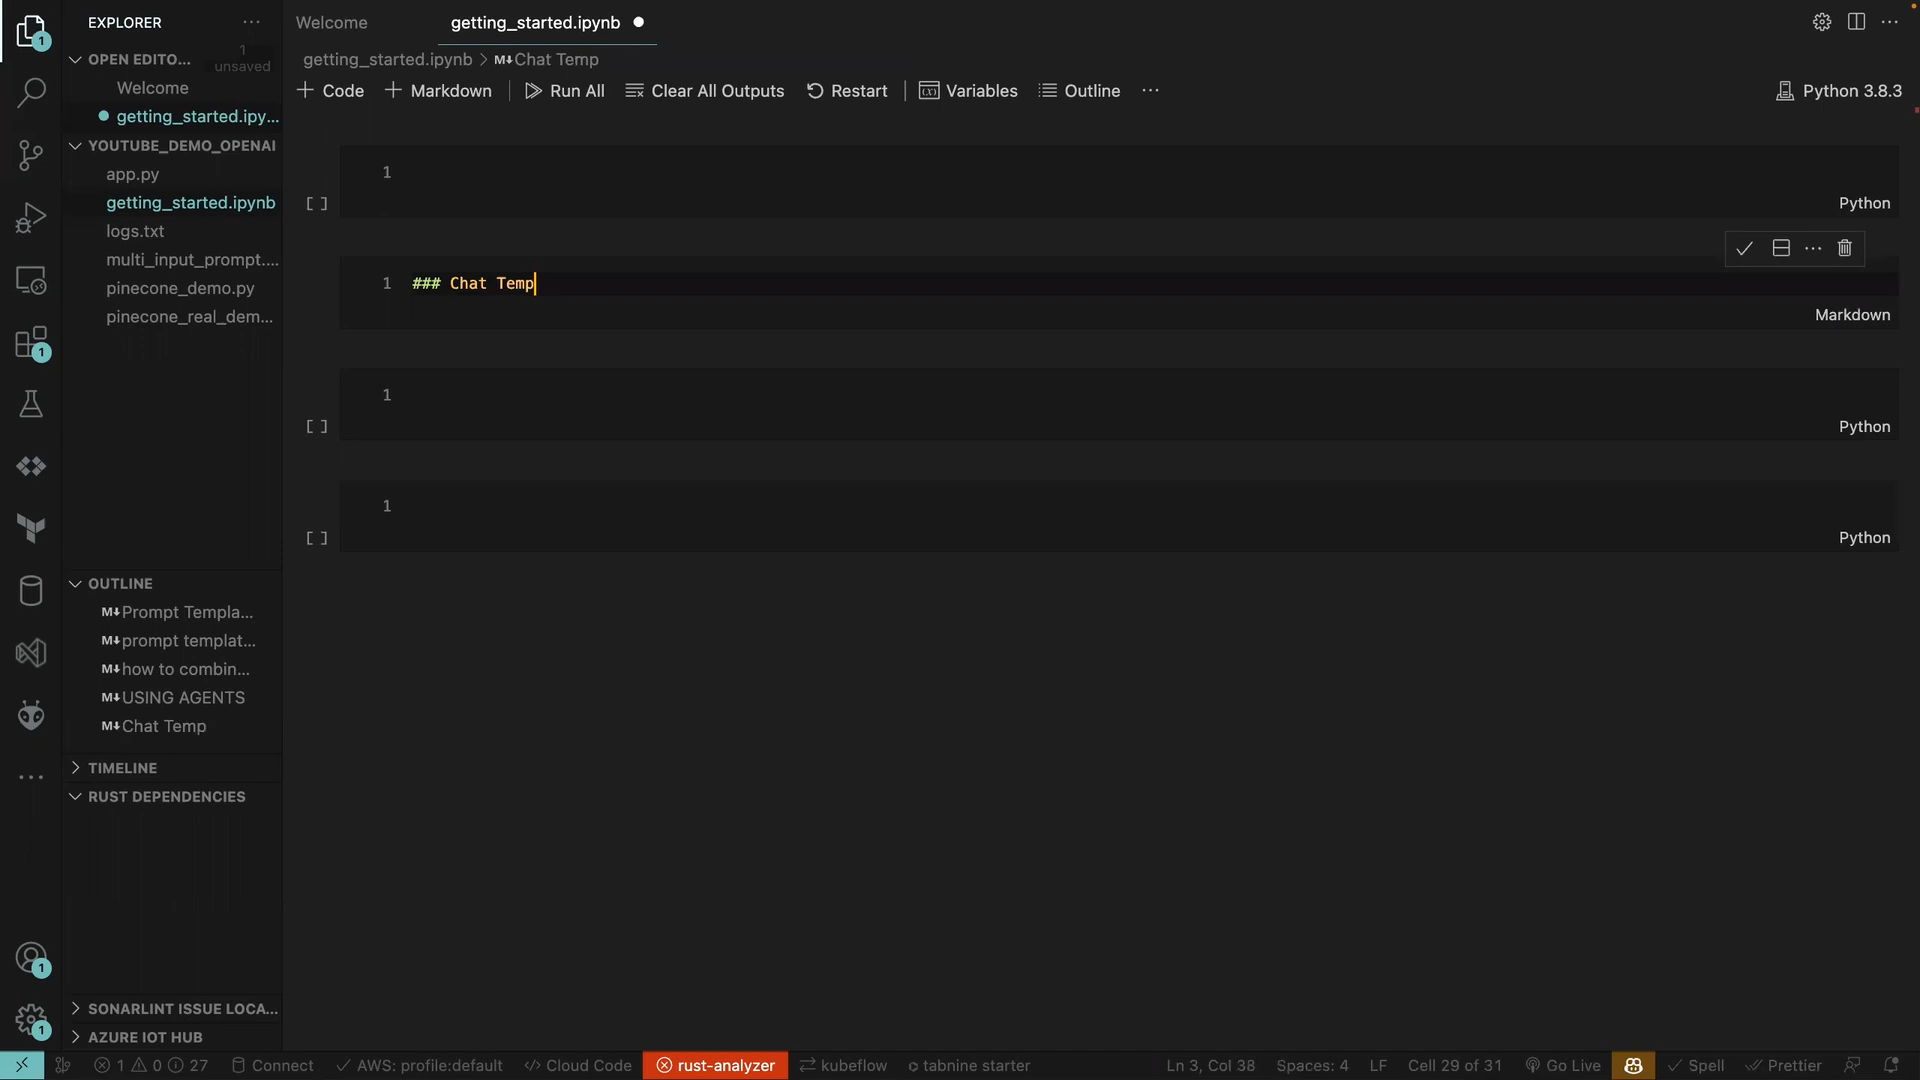 EXPLORER
Welcome
getting_started.ipynb
1
OPEN EDITO...
1
unsaved
Welcome
getting_started.ipy...
YOUTUBE_DEMO_OPENAI
app.py
getting_started.ipynb
logs.txt
multi_input_prompt....
pinecone_demo.py
pinecone_real_dem...
1
OUTLINE
M↓Prompt Templa...
M↓prompt templat...
M↓how to combin...
M↓USING AGENTS
M↓Chat Temp
TIMELINE
RUST DEPENDENCIES
1
1
SONARLINT ISSUE LOCA...
AZURE IOT HUB
getting_started.ipynb > M↓Chat Temp
+ Code + Markdown Run All Clear All Outputs Restart Variables Outline ... Python 3.8.3
1
[ ]
Python
1 ### Chat Temp
Markdown
1
[ ]
Python
1
[ ]
Python
1 0 27 Connect AWS: profile:default Cloud Code rust-analyzer kubeflow tabnine starter Ln 3, Col 38 Spaces: 4 LF Cell 29 of 31 Go Live Spell Prettier